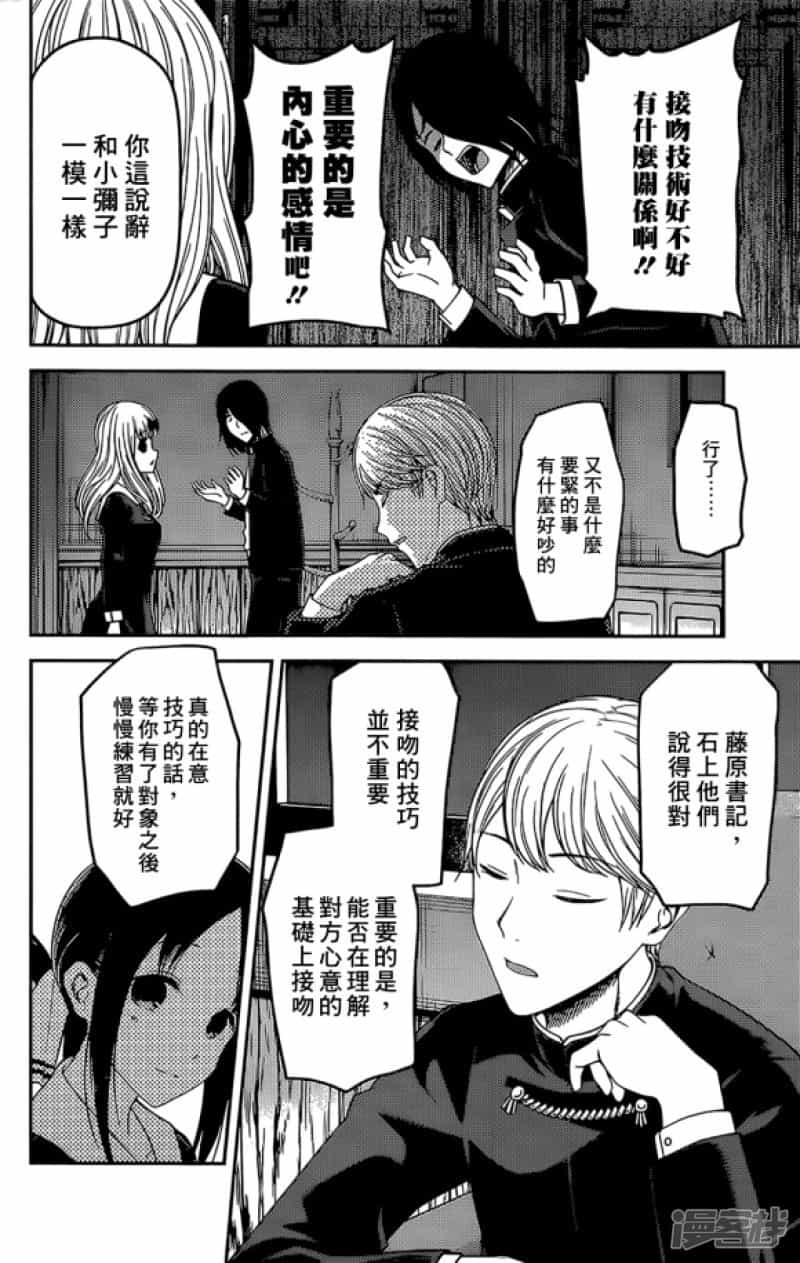 接吻技術好不好
有什麼關係啊!!
重要的是
內心的感情吧!!
你這說辭
和小彌子
一模一樣
行了……
又不是什麼
要緊的事
有什麼好吵的
藤原書記，
石上他們
說得很對
接吻的技巧
並不重要
重要的是，
能否在理解
對方心意的
基礎上接吻
真的在意
技巧的話，
等你有了對象之後
慢慢練習就好
漫客栈